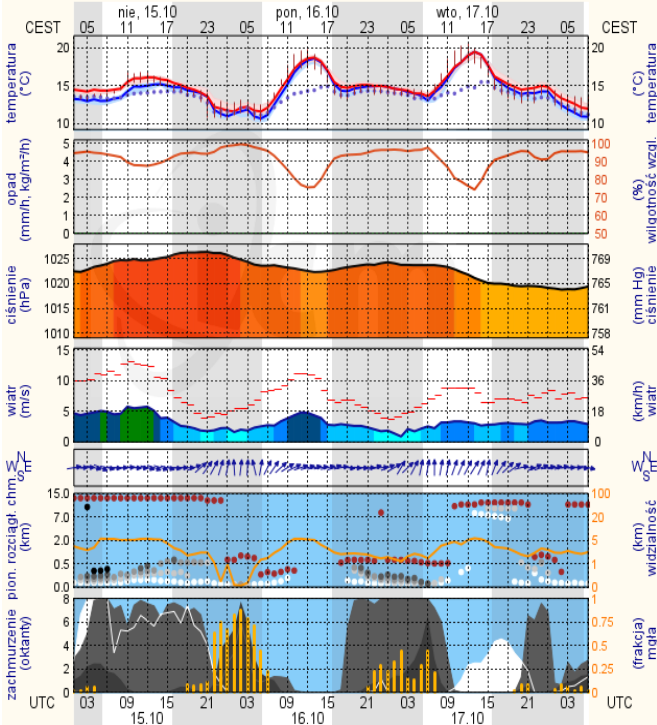 nie, 15.10 pon, 16.10 wto, 17.10
CEST 05 11 17 23 05 11 17 23 05 11 17 23 05 CEST
temperatura (°C) 20 15 10 20 15 10 temperatura (°C)
opad (mm/h, kg/m²/h) 5 4 3 2 1 0 100 90 80 70 60 50 (%) wilgotność wzgl.
ciśnienie (hPa) 1025 1020 1015 1010 769 765 761 758 (mm Hg) ciśnienie
wiatr (m/s) 15 10 5 0 54 36 18 0 (km/h) wiatr
N W E S N W E S
pion. rozciągł. chm. (km) 15.0 7.0 2.0 0.5 0.0 100 20 5 1 0 (km) widzialność
zachmurzenie (oktanty) 8 6 4 2 0 1 0.75 0.5 0.25 0 (frakcja) mgła
UTC 03 09 15 21 03 09 15 21 03 09 15 21 03 UTC
15.10 16.10 17.10